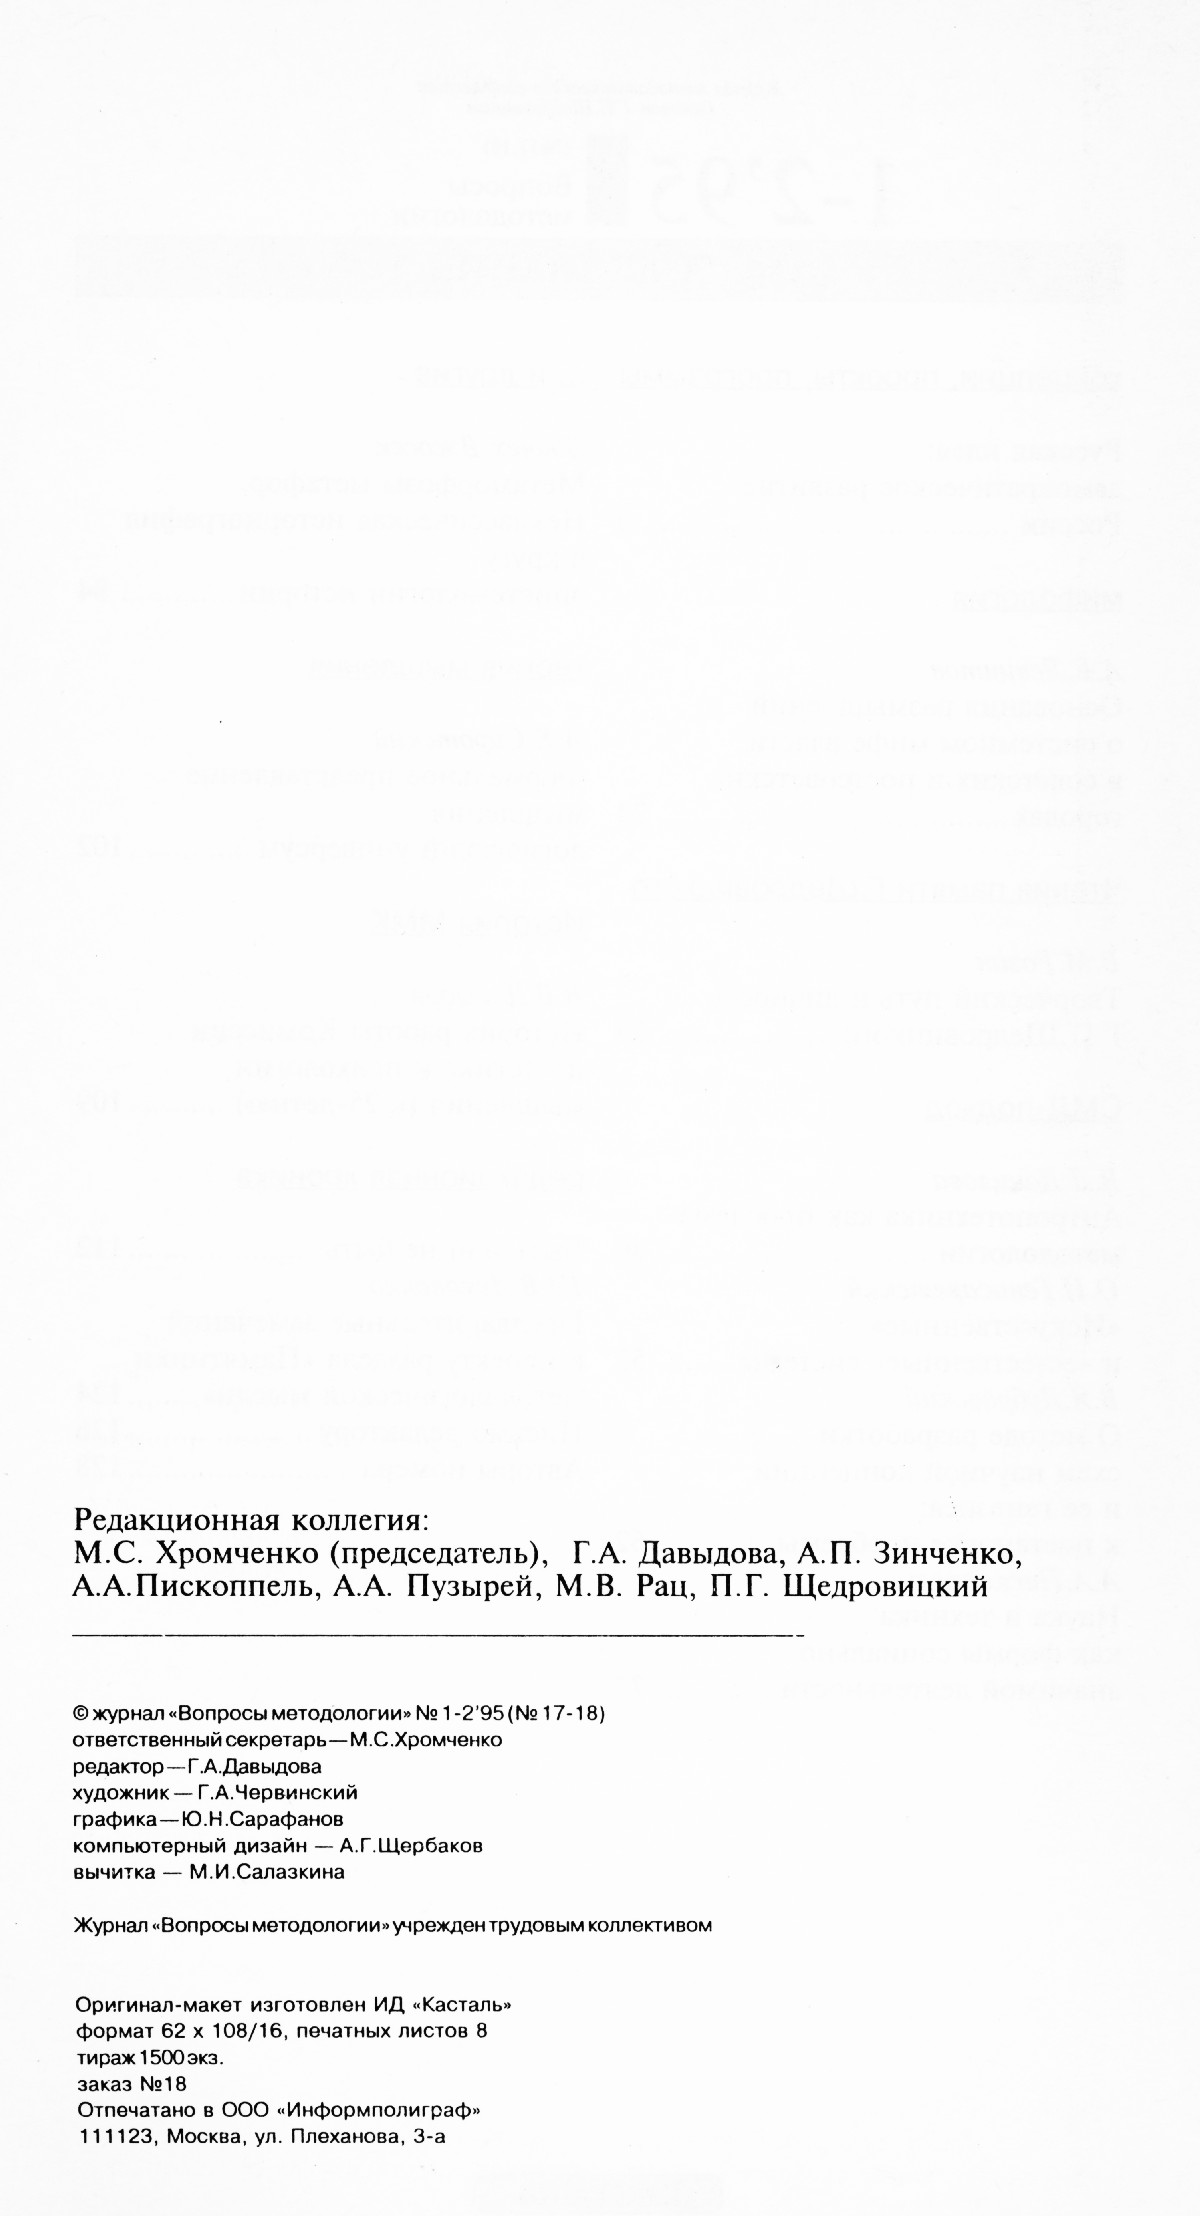 Редакционная коллегия:
М.С. Хромченко (председатель), Г.А. Давыдова, А.П. Зинченко,
А.А.Пископпель, А.А. Пузырей, М.В. Рац, П.Г. Щедровицкий
© журнал «Вопросы методологии» № 1-2'95 (№ 17-18)
ответственный секретарь — М.С.Хромченко
редактор — Г.А.Давыдова
художник — Г.А.Червинский
графика — Ю.Н.Сарафанов
компьютерный дизайн — А.Г.Щербаков
вычитка — М.И.Салазкина
Журнал «Вопросы методологии» учрежден трудовым коллективом
Оригинал-макет изготовлен ИД «Касталь»
формат 62 х 108/16, печатных листов 8
тираж 1500 экз.
заказ №18
Отпечатано в ООО «Информполиграф»
111123, Москва, ул. Плеханова, 3-а